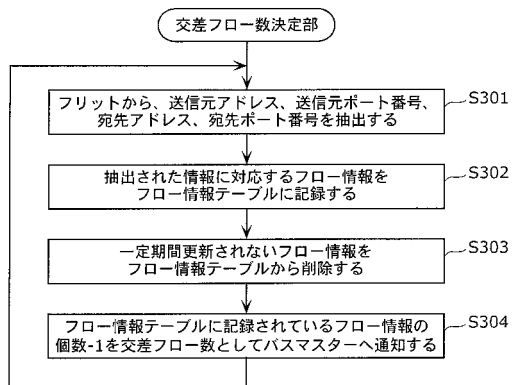 交差フロー数決定部
フリットから、送信元アドレス、送信元ポート番号、
宛先アドレス、宛先ポート番号を抽出する
S301
抽出された情報に対応するフロー情報を
フロー情報テーブルに記録する
S302
一定期間更新されないフロー情報を
フロー情報テーブルから削除する
S303
フロー情報テーブルに記録されているフロー情報の
個数-1を交差フロー数としてバスマスターへ通知する
S304